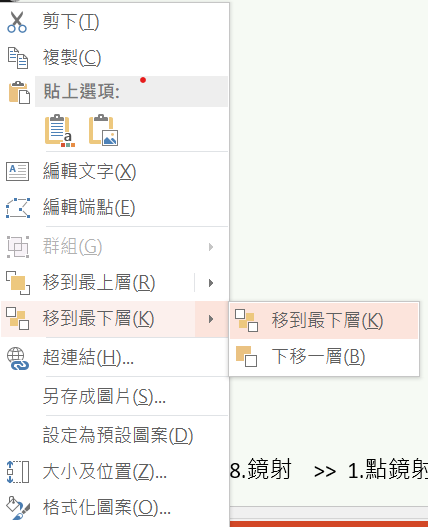 剪下(T)
複製(C)
貼上選項:
a
編輯文字(X)
A
編輯端點(E)
群組(G)
移到最上層(R)
移到最下層(K)
移到最下層(K)
下移一層(B)
超連結(H)...
另存成圖片(S)...
設定為預設圖案(D)
8.鏡射 >> 1.點鏡射
大小及位置(Z)...
格式化圖案(O)...